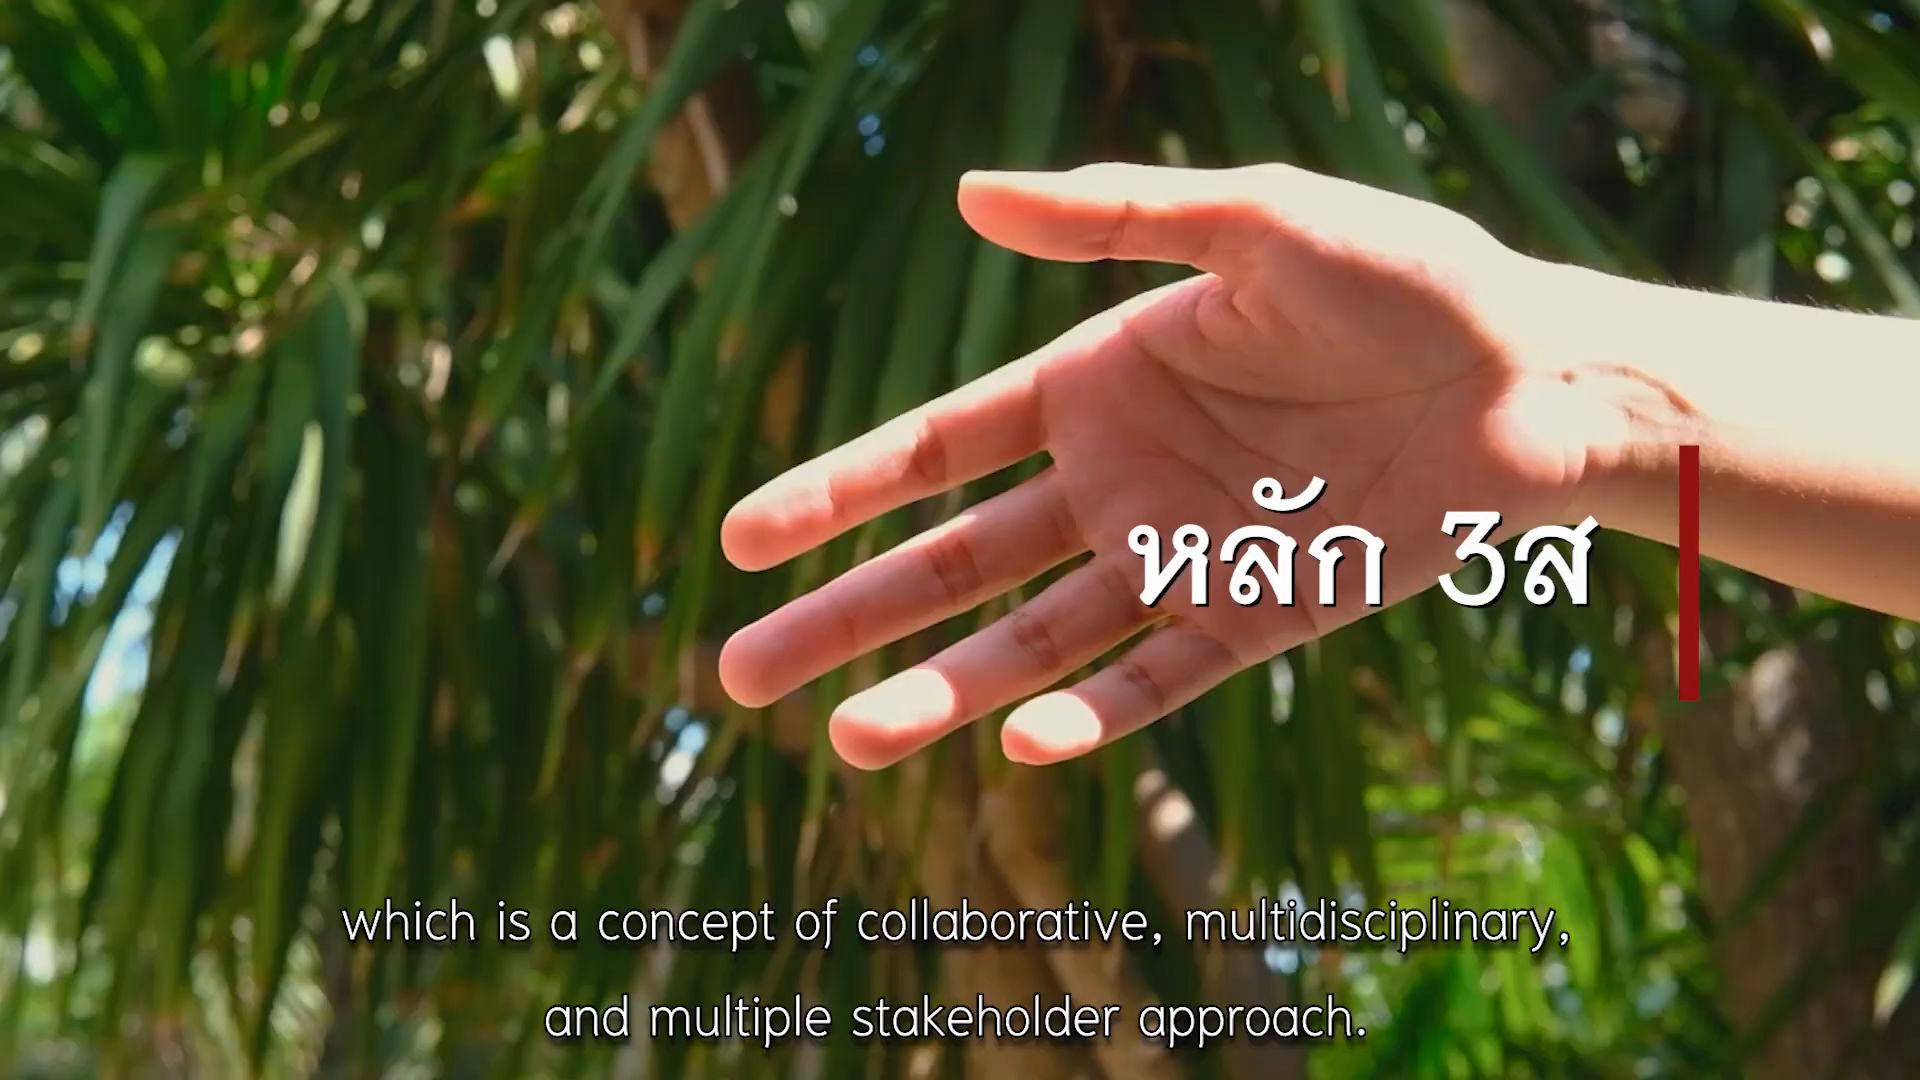 หลัก 3ส
which is a concept of collaborative, multidisciplinary,
and multiple stakeholder approach.